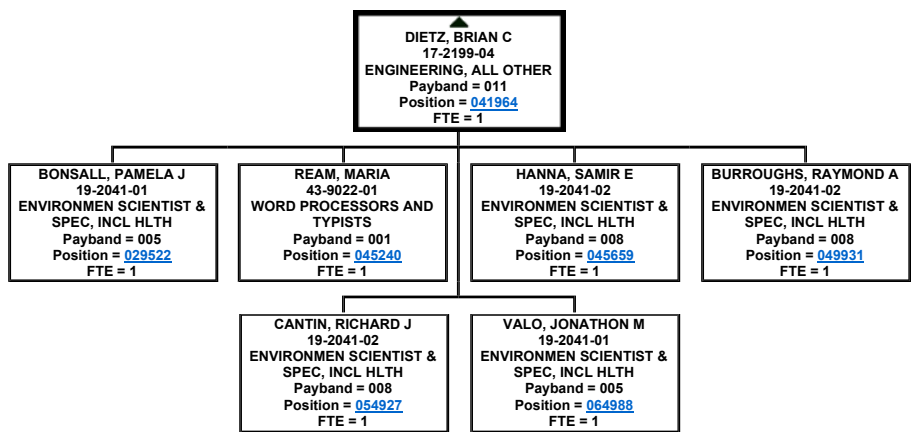 DIETZ, BRIAN C
17-2199-04
ENGINEERING, ALL OTHER
Payband = 011
Position = 041964
FTE = 1
BONSALL, PAMELA J
19-2041-01
ENVIRONMEN SCIENTIST &
SPEC, INCL HLTH
Payband = 005
Position = 029522
FTE = 1
REAM, MARIA
43-9022-01
WORD PROCESSORS AND
TYPISTS
Payband = 001
Position = 045240
FTE = 1
HANNA, SAMIR E
19-2041-02
ENVIRONMEN SCIENTIST &
SPEC, INCL HLTH
Payband = 008
Position = 045659
FTE = 1
BURROUGHS, RAYMOND A
19-2041-02
ENVIRONMEN SCIENTIST &
SPEC, INCL HLTH
Payband = 008
Position = 049931
FTE = 1
CANTIN, RICHARD J
19-2041-02
ENVIRONMEN SCIENTIST &
SPEC, INCL HLTH
Payband = 008
Position = 054927
FTE = 1
VALO, JONATHON M
19-2041-01
ENVIRONMEN SCIENTIST &
SPEC, INCL HLTH
Payband = 005
Position = 064988
FTE = 1